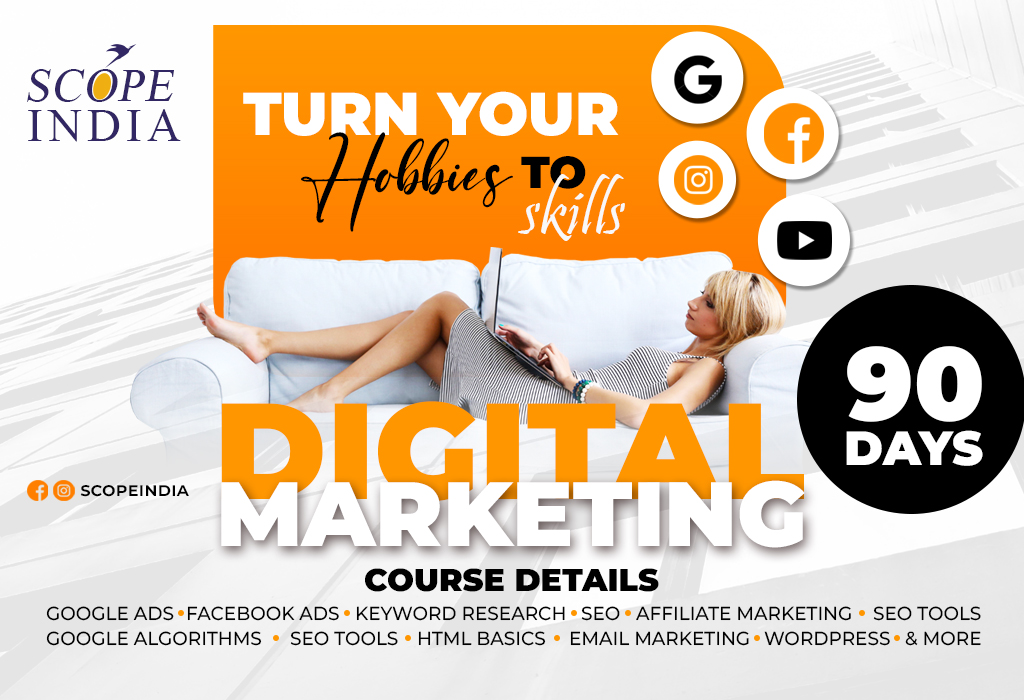 SCOPE
INDIA
TURN YOUR
Hobbies TO
skills
G
90
DAYS
DIGITAL
MARKETING
SCOPEINDIA
COURSE DETAILS
GOOGLE ADS • FACEBOOK ADS • KEYWORD RESEARCH • SEO • AFFILIATE MARKETING • SEO TOOLS
GOOGLE ALGORITHMS • SEO TOOLS • HTML BASICS • EMAIL MARKETING • WORDPRESS • & MORE